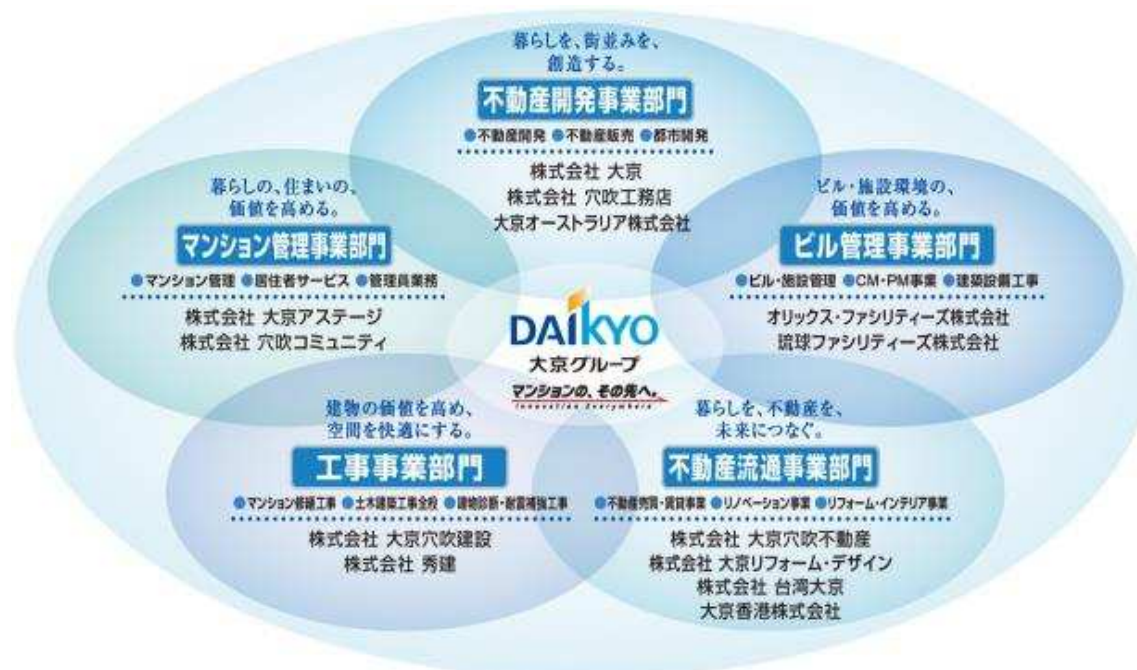 暮らしを、街並みを、
創造する。
不動産開発事業部門
●不動産開発 ●不動産販売 ●都市開発
株式会社 大京
株式会社 穴吹工務店
大京オーストラリア株式会社
暮らしの、住まいの、
価値を高める。
マンション管理事業部門
●マンション管理 ●居住者サービス ●管理員業務
株式会社 大京アステージ
株式会社 穴吹コミュニティ
ビル・施設環境の、
価値を高める。
ビル管理事業部門
●ビル・施設管理 ●CM・PM事業 ●建築設備工事
オリックス・ファシリティーズ株式会社
琉球ファシリティーズ株式会社
DAIKYO
大京グループ
マンションの、その先へ。
Innovation Everywhere
建物の価値を高め、
空間を快適にする。
工事事業部門
●マンション修繕工事 ●土木建築工事全般 ●建物診断・耐震補強工事
株式会社 大京穴吹建設
株式会社 秀建
暮らしを、不動産を、
未来につなぐ。
不動産流通事業部門
●不動産売買・賃貸事業 ●リノベーション事業 ●リフォーム・インテリア事業
株式会社 大京穴吹不動産
株式会社 大京リフォーム・デザイン
株式会社 台湾大京
大京香港株式会社